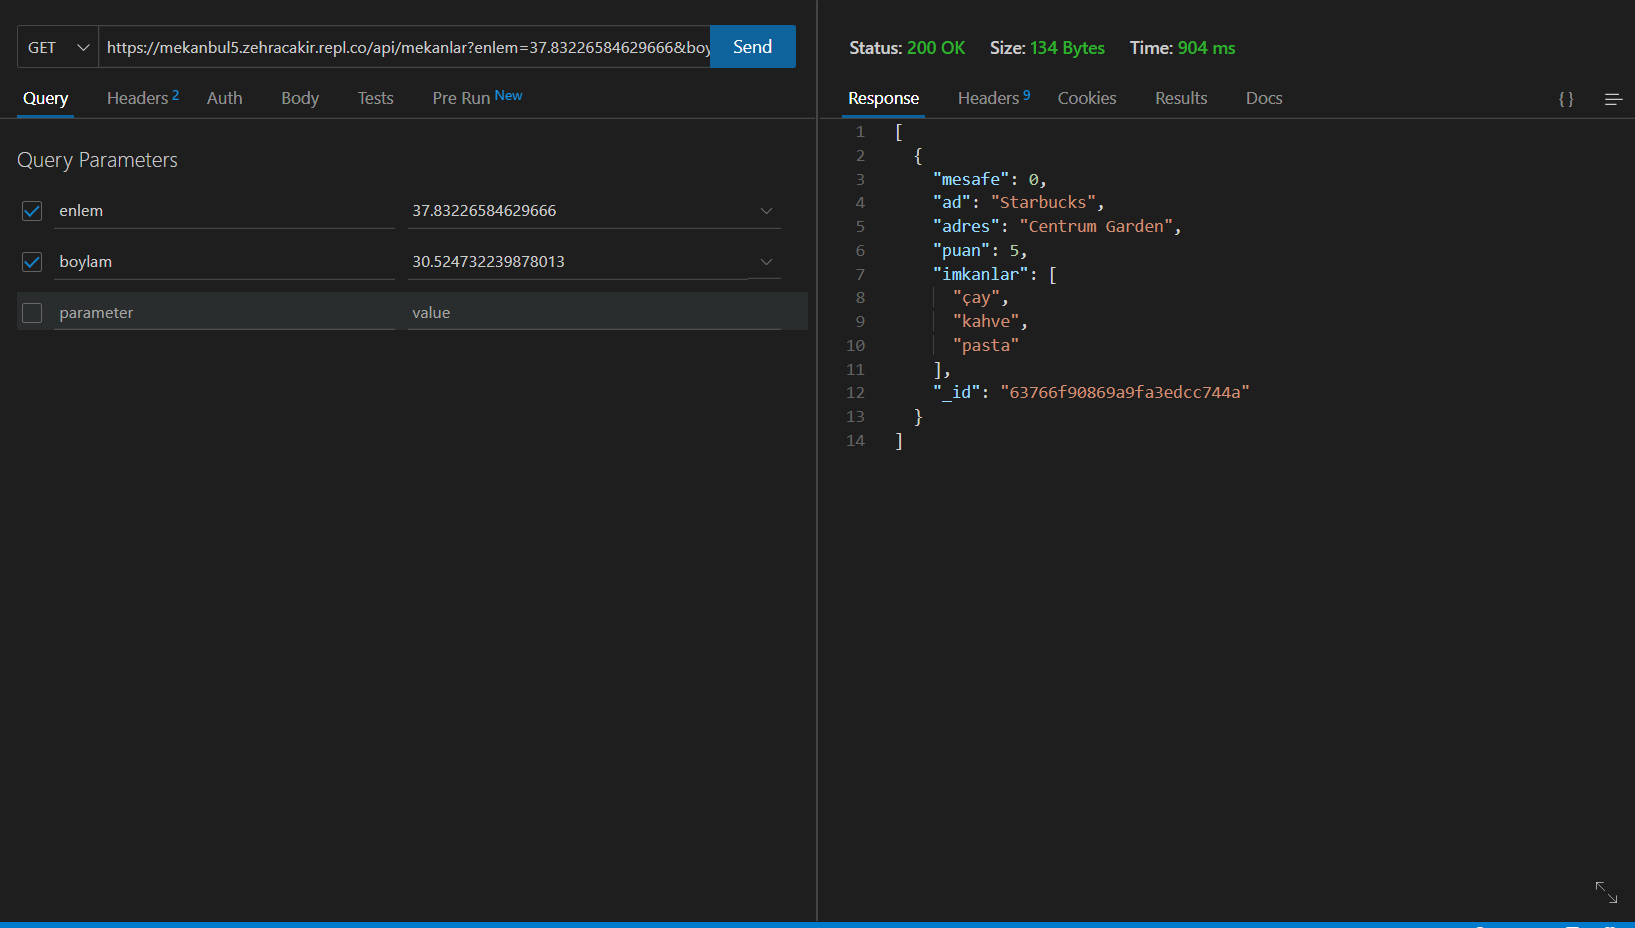 GET https://mekanbul5.zehracakir.repl.co/api/mekanlar?enlem=37.83226584629666&boy Send
Query Headers 2 Auth Body Tests Pre Run New
Query Parameters
enlem 37.83226584629666
boylam 30.524732239878013
parameter value
Status: 200 OK Size: 134 Bytes Time: 904 ms
Response Headers 9 Cookies Results Docs {}
1 [
2 {
3 "mesafe": 0,
4 "ad": "Starbucks",
5 "adres": "Centrum Garden",
6 "puan": 5,
7 "imkanlar": [
8 "çay",
9 "kahve",
10 "pasta"
11 ],
12 "_id": "63766f90869a9fa3edcc744a"
13 }
14 ]